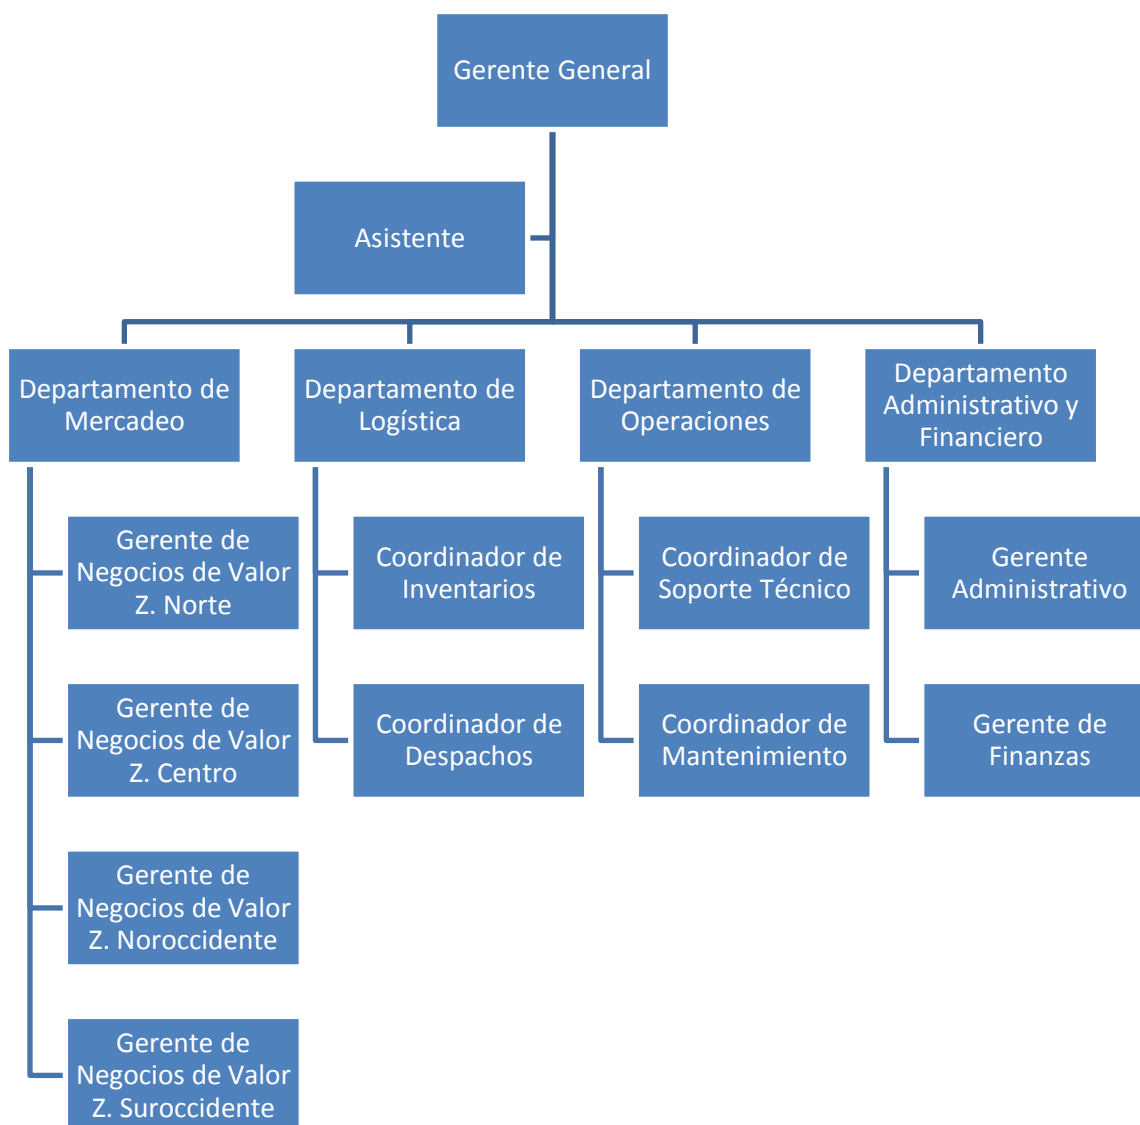 Gerente General
Asistente
Departamento de
Mercadeo
Departamento de
Logística
Departamento de
Operaciones
Departamento
Administrativo y
Financiero
Gerente de
Negocios de Valor
Z. Norte
Coordinador de
Inventarios
Coordinador de
Soporte Técnico
Gerente
Administrativo
Gerente de
Negocios de Valor
Z. Centro
Coordinador de
Despachos
Coordinador de
Mantenimiento
Gerente de
Finanzas
Gerente de
Negocios de Valor
Z. Noroccidente
Gerente de
Negocios de Valor
Z. Suroccidente